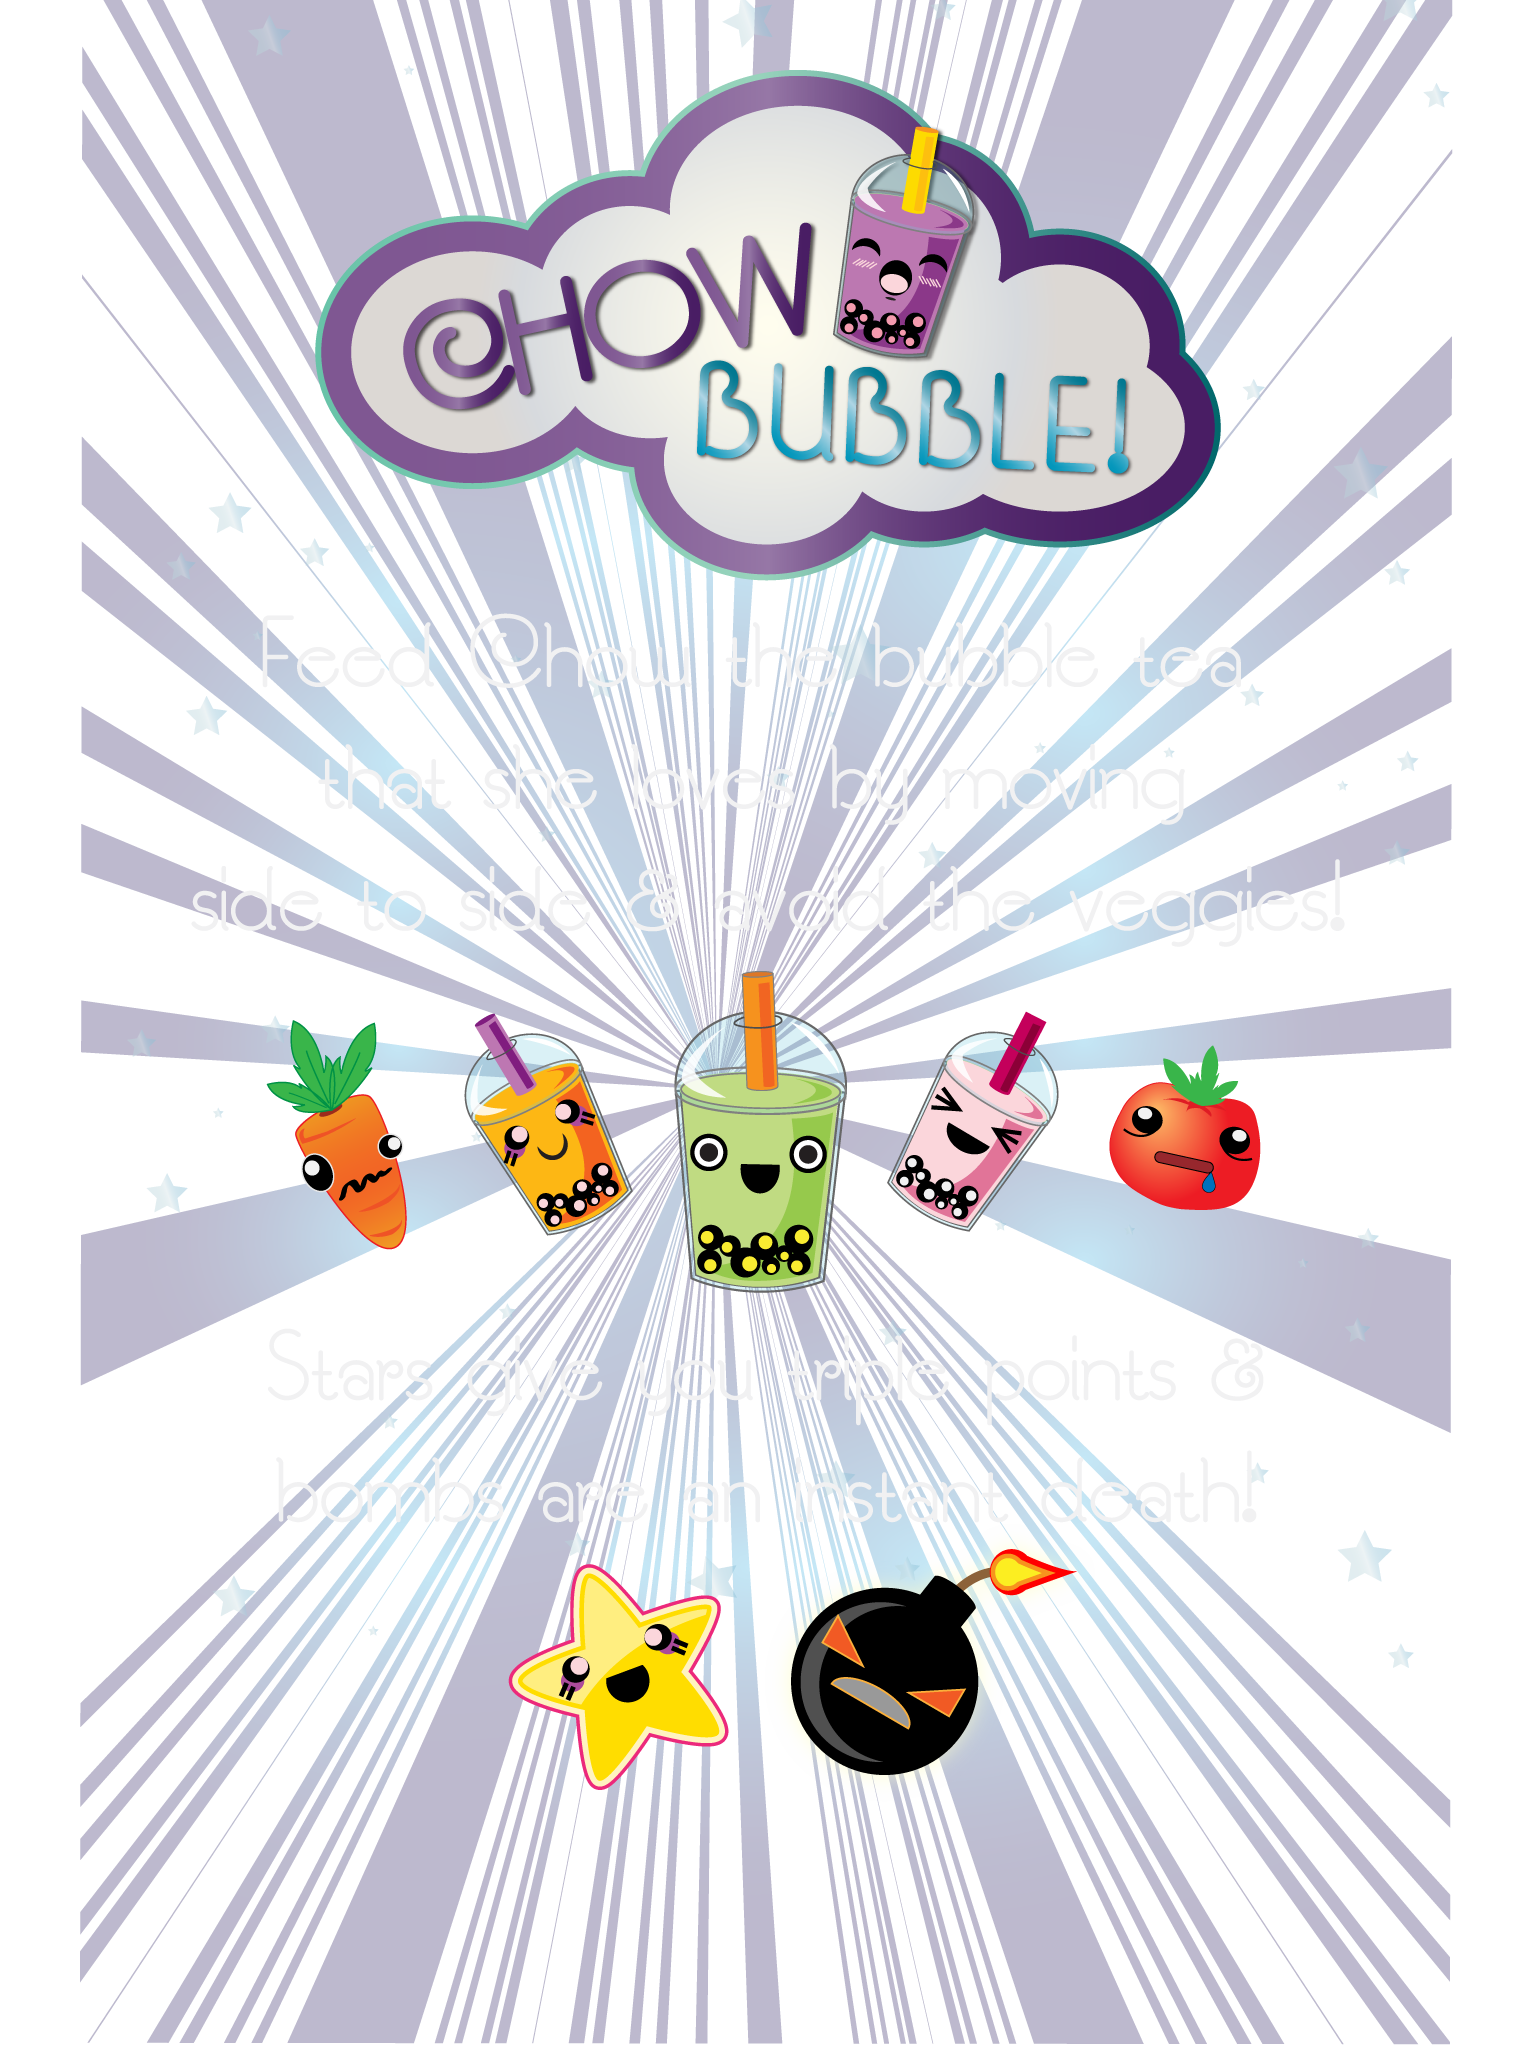 CHOW
BUBBLE!
Feed Chow the bubble tea
that she loves by moving
side to side & avoid the veggies!
Stars give you triple points &
bombs are an instant death!